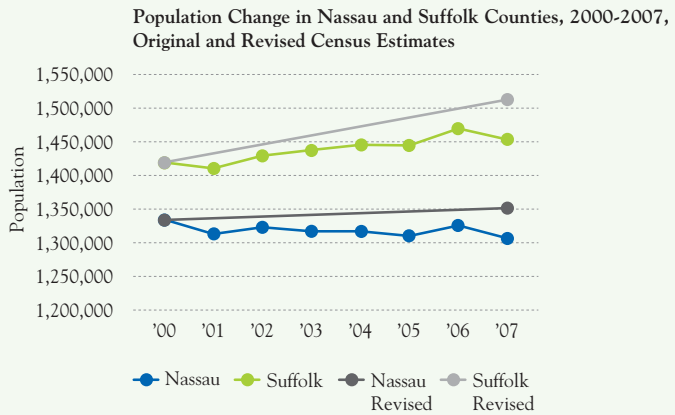 Population Change in Nassau and Suffolk Counties, 2000-2007,
Original and Revised Census Estimates
Population
1,550,000
1,500,000
1,450,000
1,400,000
1,350,000
1,300,000
1,250,000
1,200,000
'00 '01 '02 '03 '04 '05 '06 '07
Nassau Suffolk Nassau Suffolk
Revised Revised